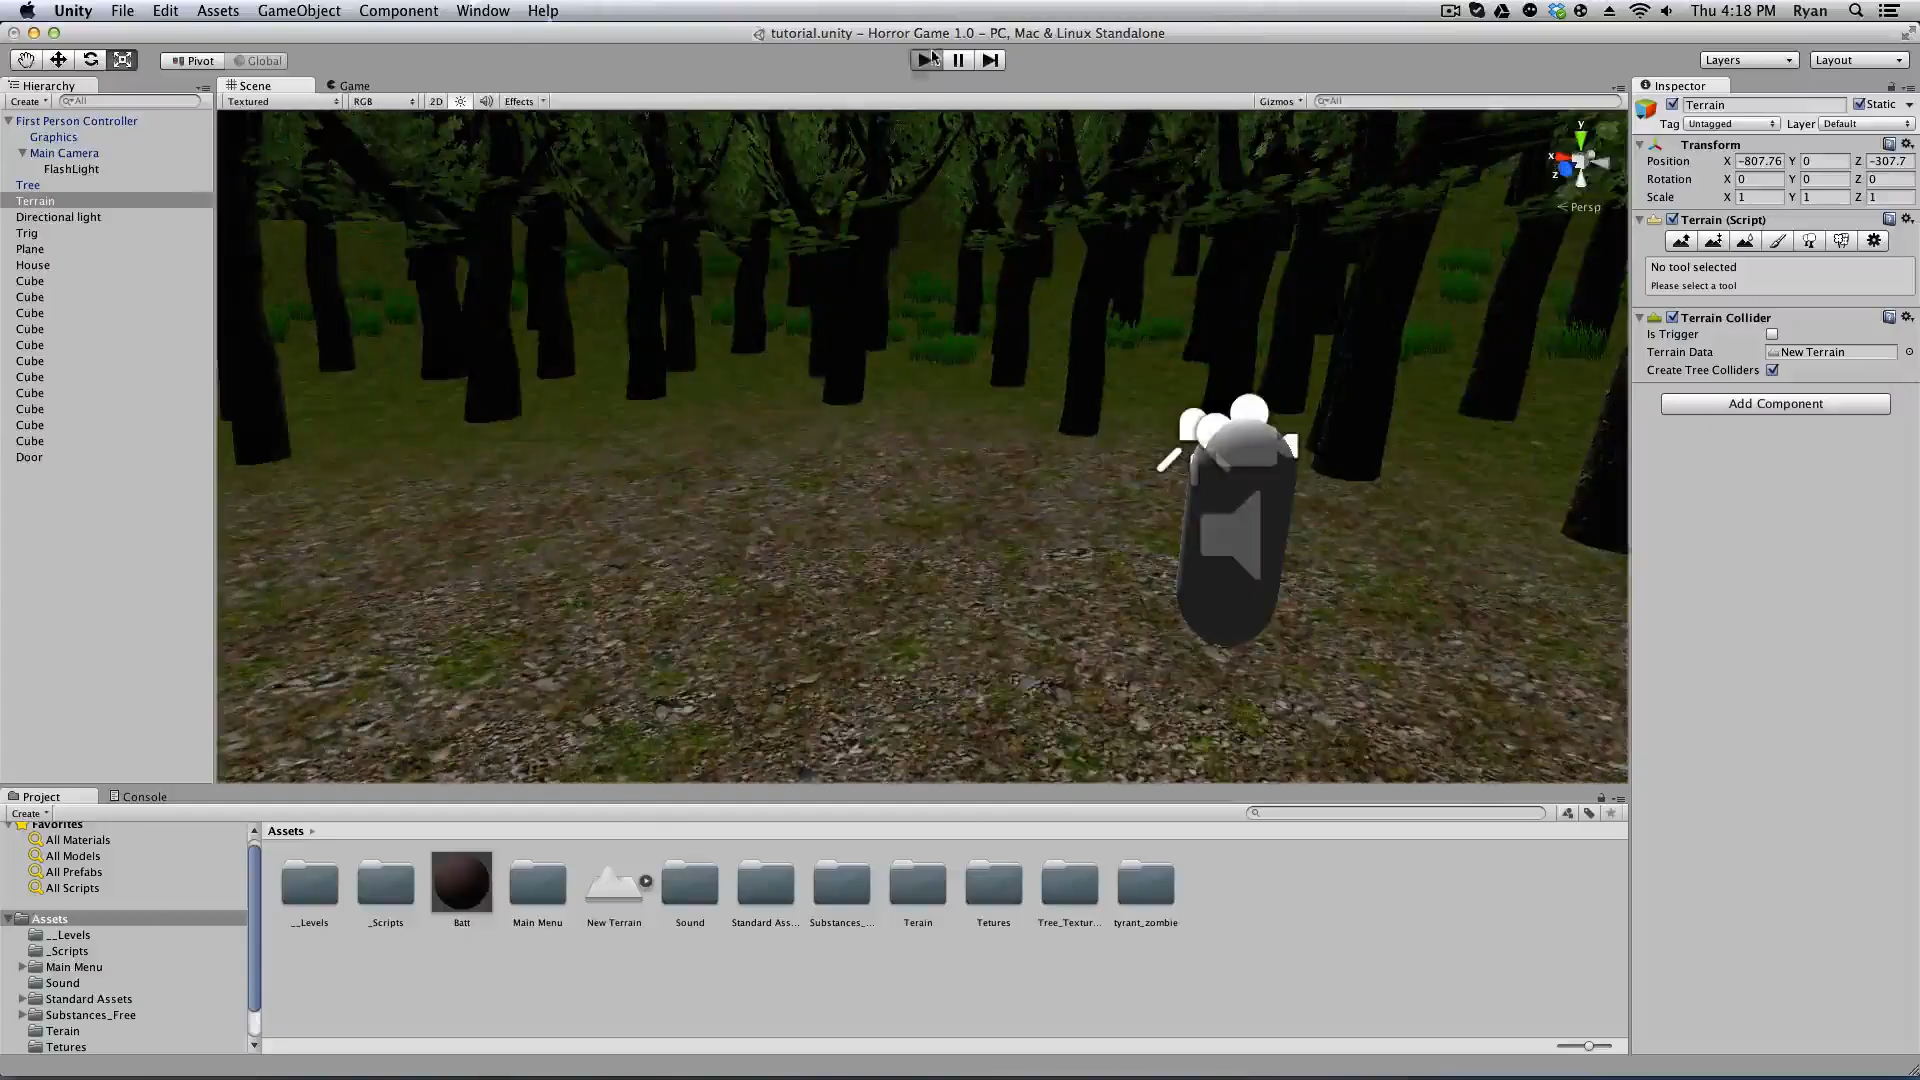 Unity File Edit Assets GameObject Component Window Help Thu 4:18 PM Ryan
tutorial.unity – Horror Game 1.0 – PC, Mac & Linux Standalone
Pivot Global Layers Layout
Hierarchy Scene Game Inspector
Create All Textured RGB 2D Effects Gizmos All
Terrain Static
Tag Untagged Layer Default
First Person Controller
Graphics
Main Camera
FlashLight
Tree
Terrain
Directional light
Trig
Plane
House
Cube
Cube
Cube
Cube
Cube
Cube
Cube
Cube
Cube
Cube
Cube
Door
y
x
z
Persp
Transform
Position X -807.76 Y 0 Z -307.7
Rotation X 0 Y 0 Z 0
Scale X 1 Y 1 Z 1
Terrain (Script)
No tool selected
Please select a tool
Terrain Collider
Is Trigger
Terrain Data New Terrain
Create Tree Colliders
Add Component
Project Console
Create
Favorites
All Materials
All Models
All Prefabs
All Scripts
Assets
__Levels
_Scripts
Main Menu
Sound
Standard Assets
Substances_Free
Terain
Tetures
Assets
__Levels _Scripts Batt Main Menu New Terrain Sound Standard Ass... Substances_... Terain Tetures Tree_Textur... tyrant_zombie